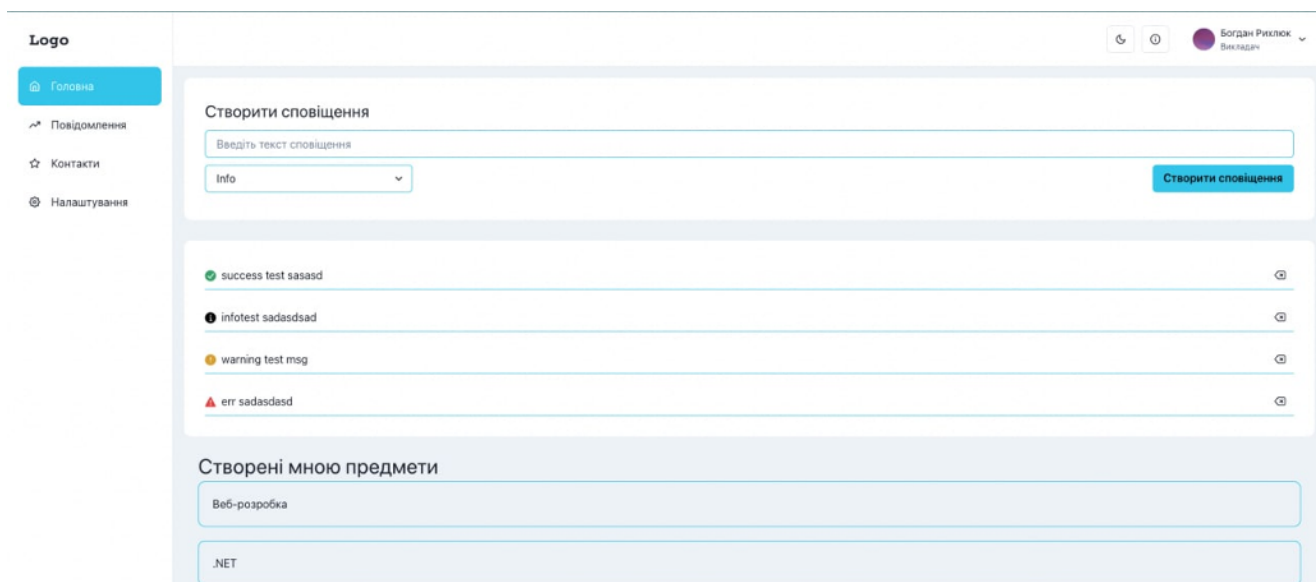 Logo
Богдан Рихлюк
Викладач
Головна
Повідомлення
Контакти
Налаштування
Створити сповіщення
Введіть текст сповіщення
Info
Створити сповіщення
success test sasasd
infotest sadasdsad
warning test msg
err sadasdasd
Створені мною предмети
Веб-розробка
.NET